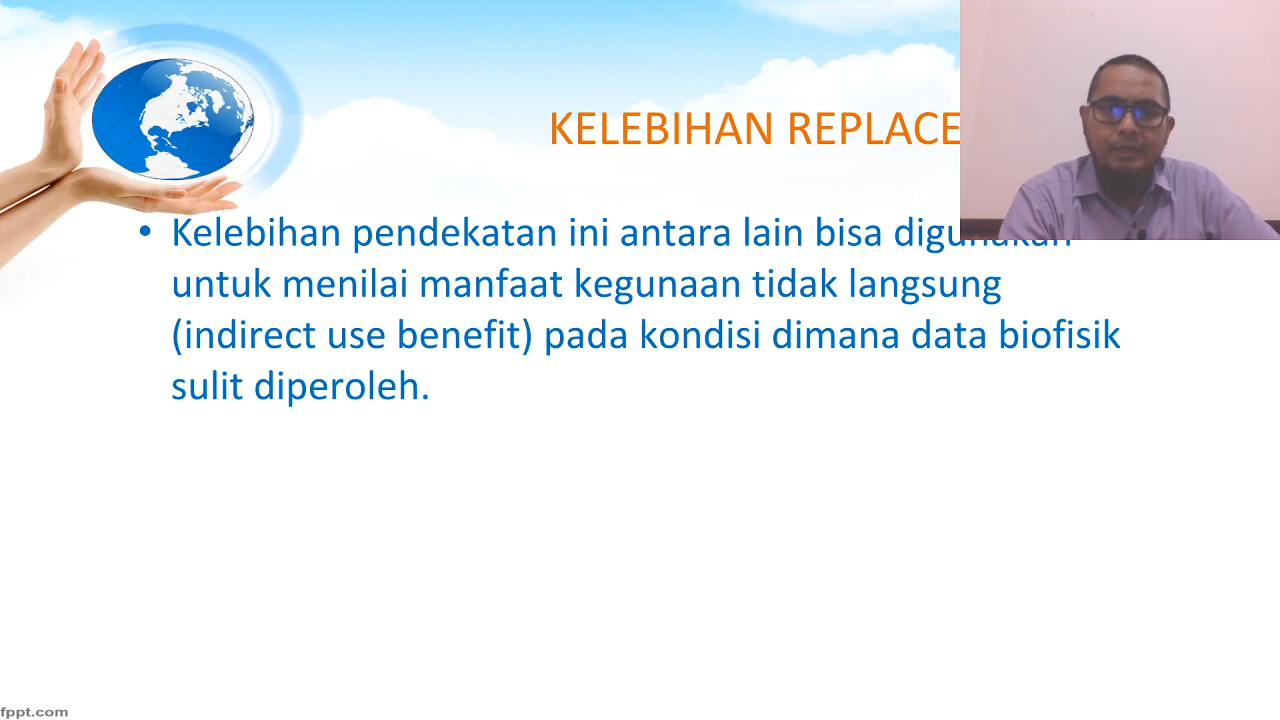 KELEBIHAN REPLACE
• Kelebihan pendekatan ini antara lain bisa digunakan
untuk menilai manfaat kegunaan tidak langsung
(indirect use benefit) pada kondisi dimana data biofisik
sulit diperoleh.
fppt.com